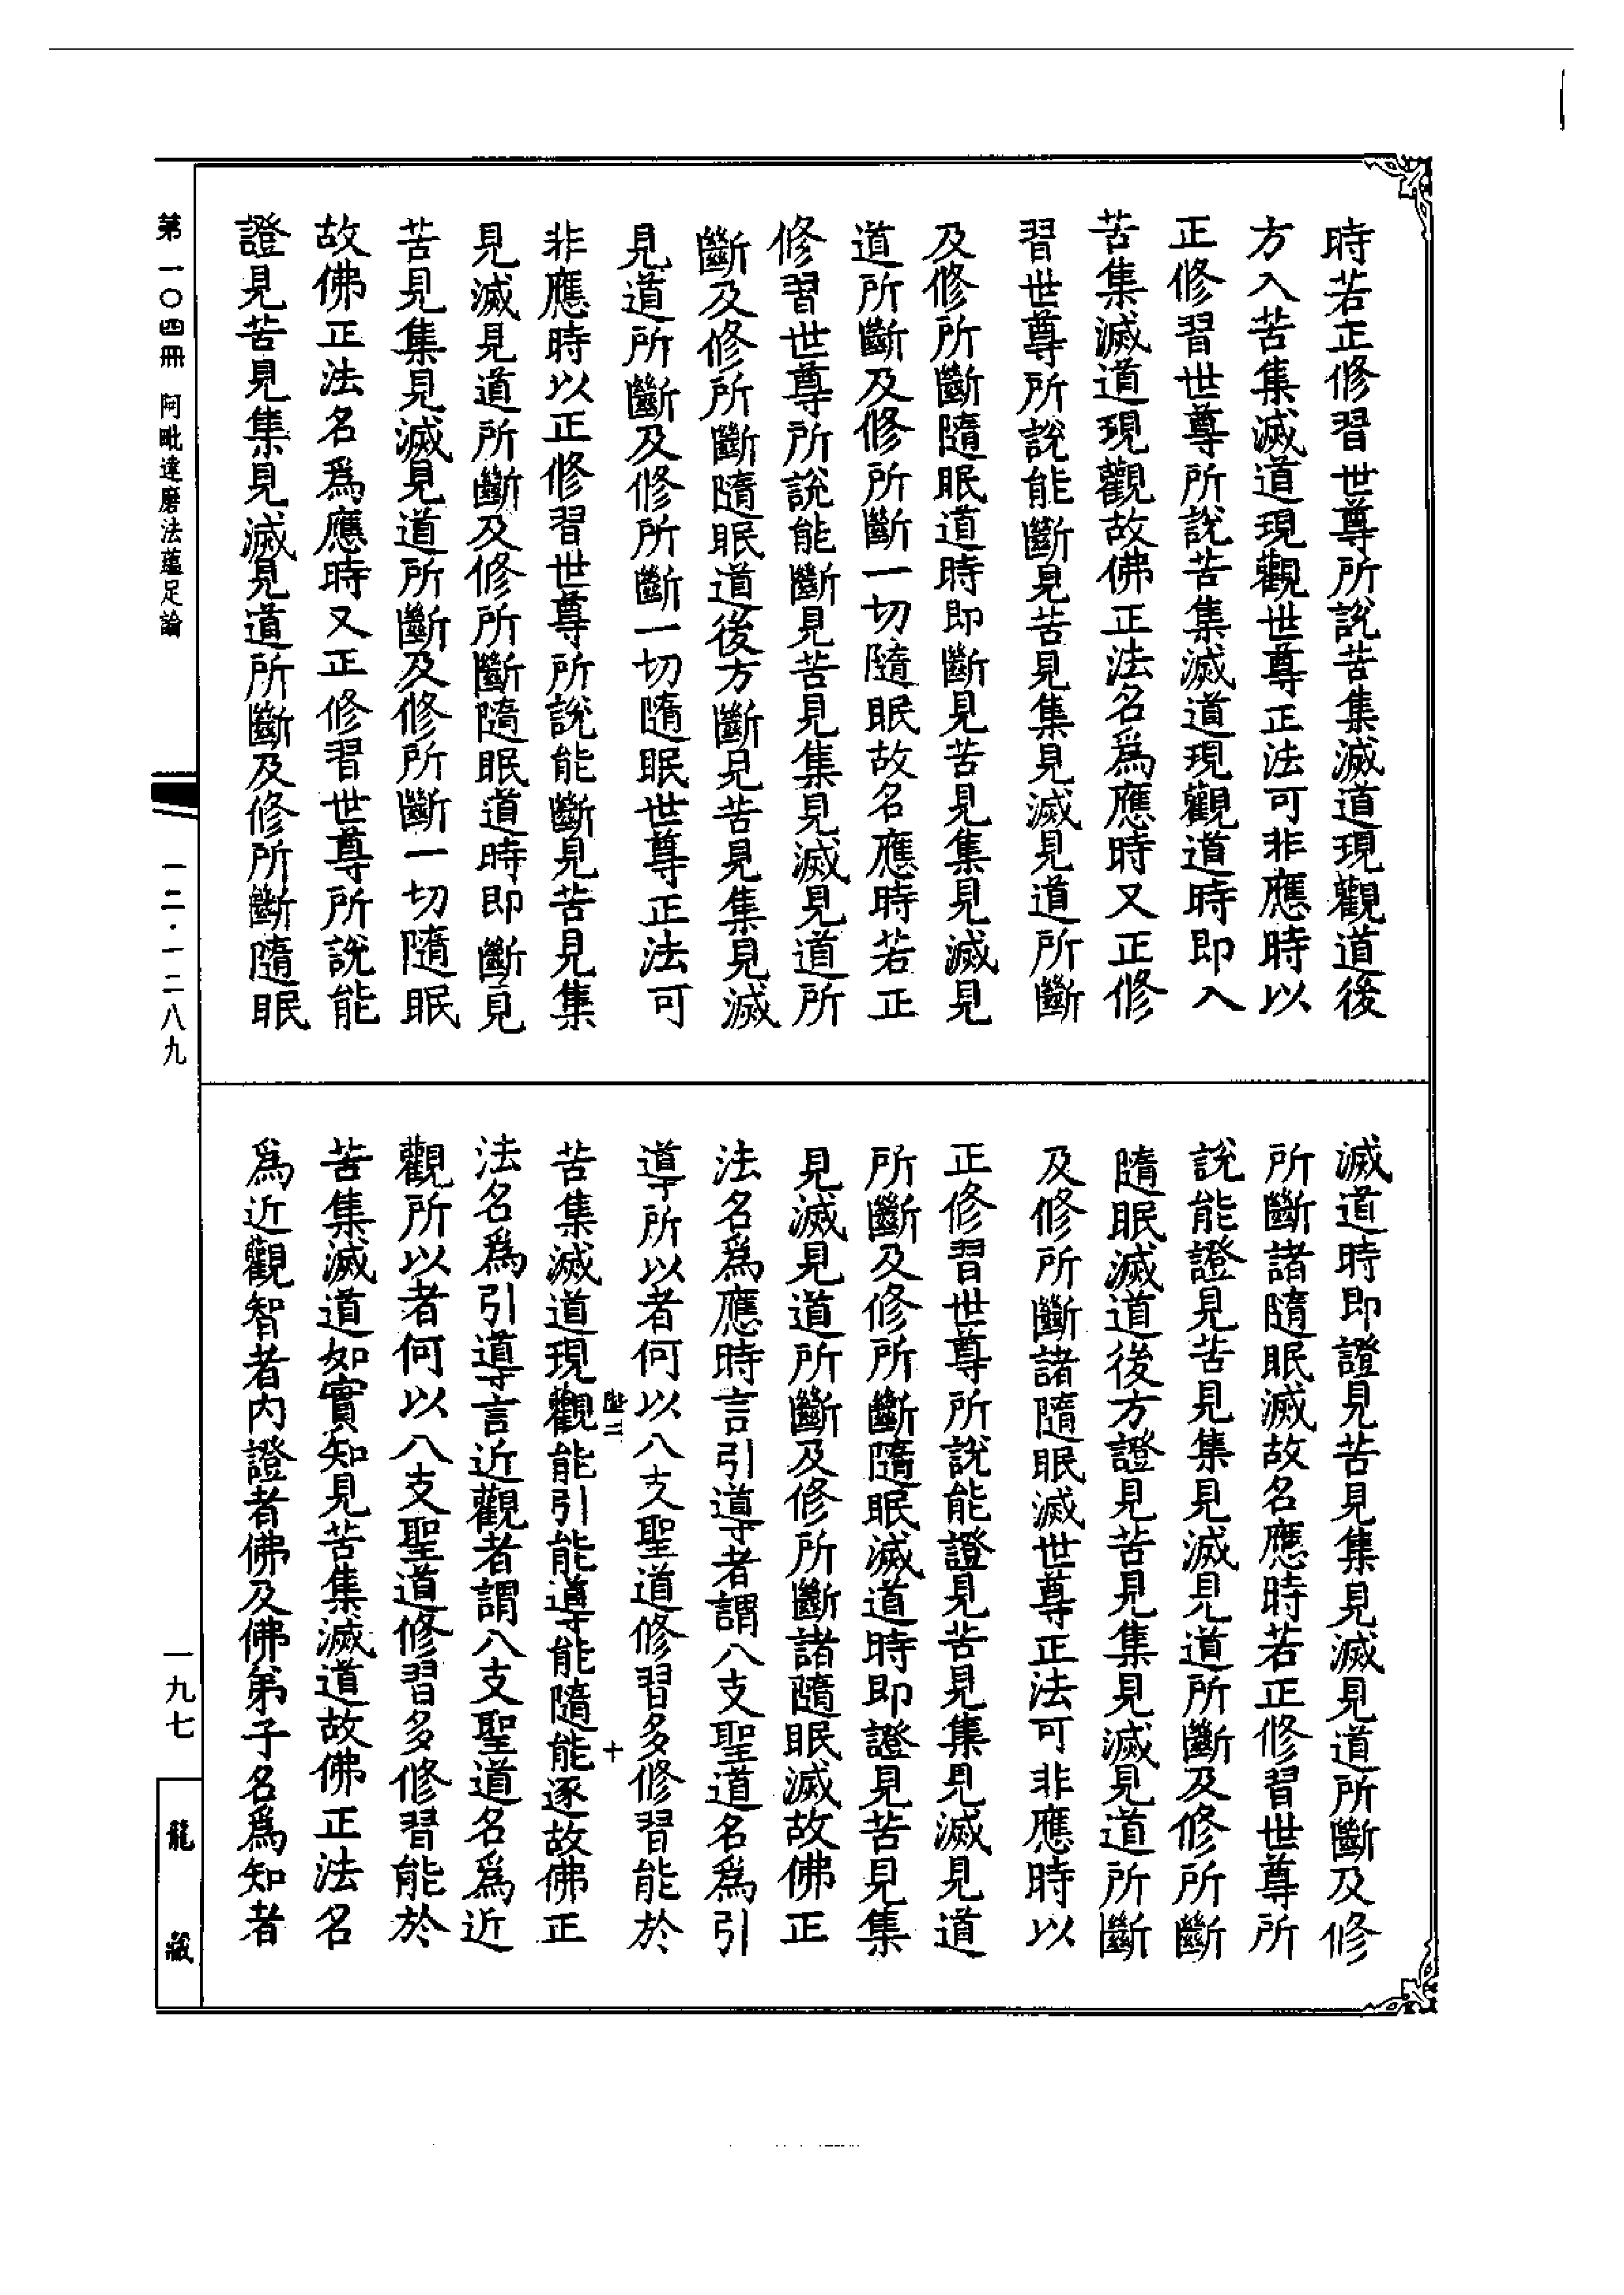 時若正修習世尊所說苦集滅道現觀道後
方入苦集滅道現觀世尊正法可非應時以
正修習世尊所說苦集滅道現觀道時即入
苦集滅道現觀故佛正法名爲應時又正修
習世尊所說能斷見苦見集見滅見道所斷
及修所斷隨眠道時即斷見苦見集見滅見
道所斷及修所斷一切隨眠故名應時若正
修習世尊所說能斷見苦見集見滅見道所
斷及修所斷隨眠道後方斷見苦見集見滅
見道所斷及修所斷一切隨眠世尊正法可
非應時以正修習世尊所說能斷見苦見集
見滅見道所斷及修所斷隨眠道時即斷見
苦見集見滅見道所斷及修所斷一切隨眠
故佛正法名爲應時又正修習世尊所說能
證見苦見集見滅見道所斷及修所斷隨眠
滅道時即證見苦見集見滅見道所斷及修
所斷諸隨眠滅故名應時若正修習世尊所
說能證見苦見集見滅見道所斷及修所斷
隨眠滅道後方證見苦見集見滅見道所斷
及修所斷諸隨眠滅世尊正法可非應時以
正修習世尊所說能證見苦見集見滅見道
所斷及修所斷隨眠滅道時即證見苦見集
見滅見道所斷及修所斷諸隨眠滅故佛正
法名爲應時言引導者謂八支聖道名爲引
導所以者何以八支聖道修習多修習能於
十
苦集滅道現觀能引能導能隨能逐故佛正
法名爲引導言近觀者謂八支聖道名爲近
觀所以者何以八支聖道修習多修習能於
苦集滅道如實知見苦集滅道故佛正法名
爲近觀智者內證者佛及佛弟子名爲知者
第一〇四冊 阿毗達磨法蘊足論
一二·一二八九
一九七
龍藏